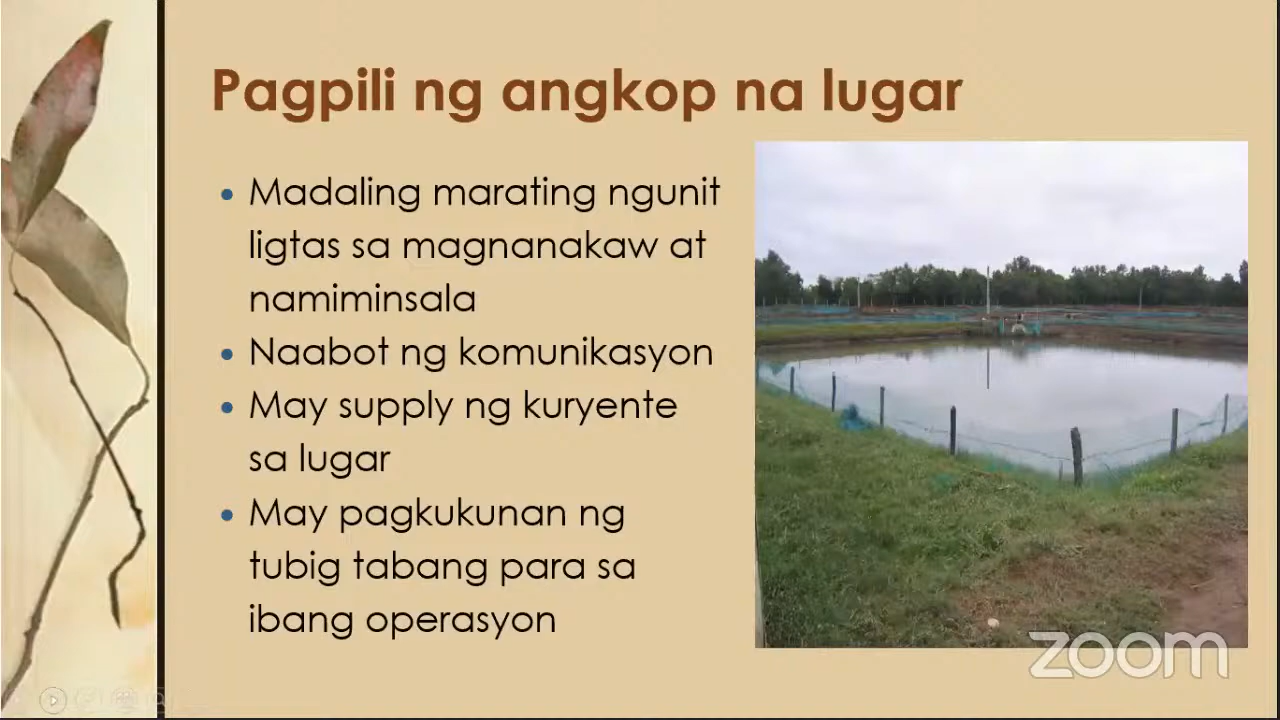 Pagpili ng angkop na lugar
• Madaling marating ngunit
ligtas sa magnanakaw at
namiminsala
• Naabot ng komunikasyon
• May supply ng kuryente
sa lugar
• May pagkukunan ng
tubig tabang para sa
ibang operasyon
zoom